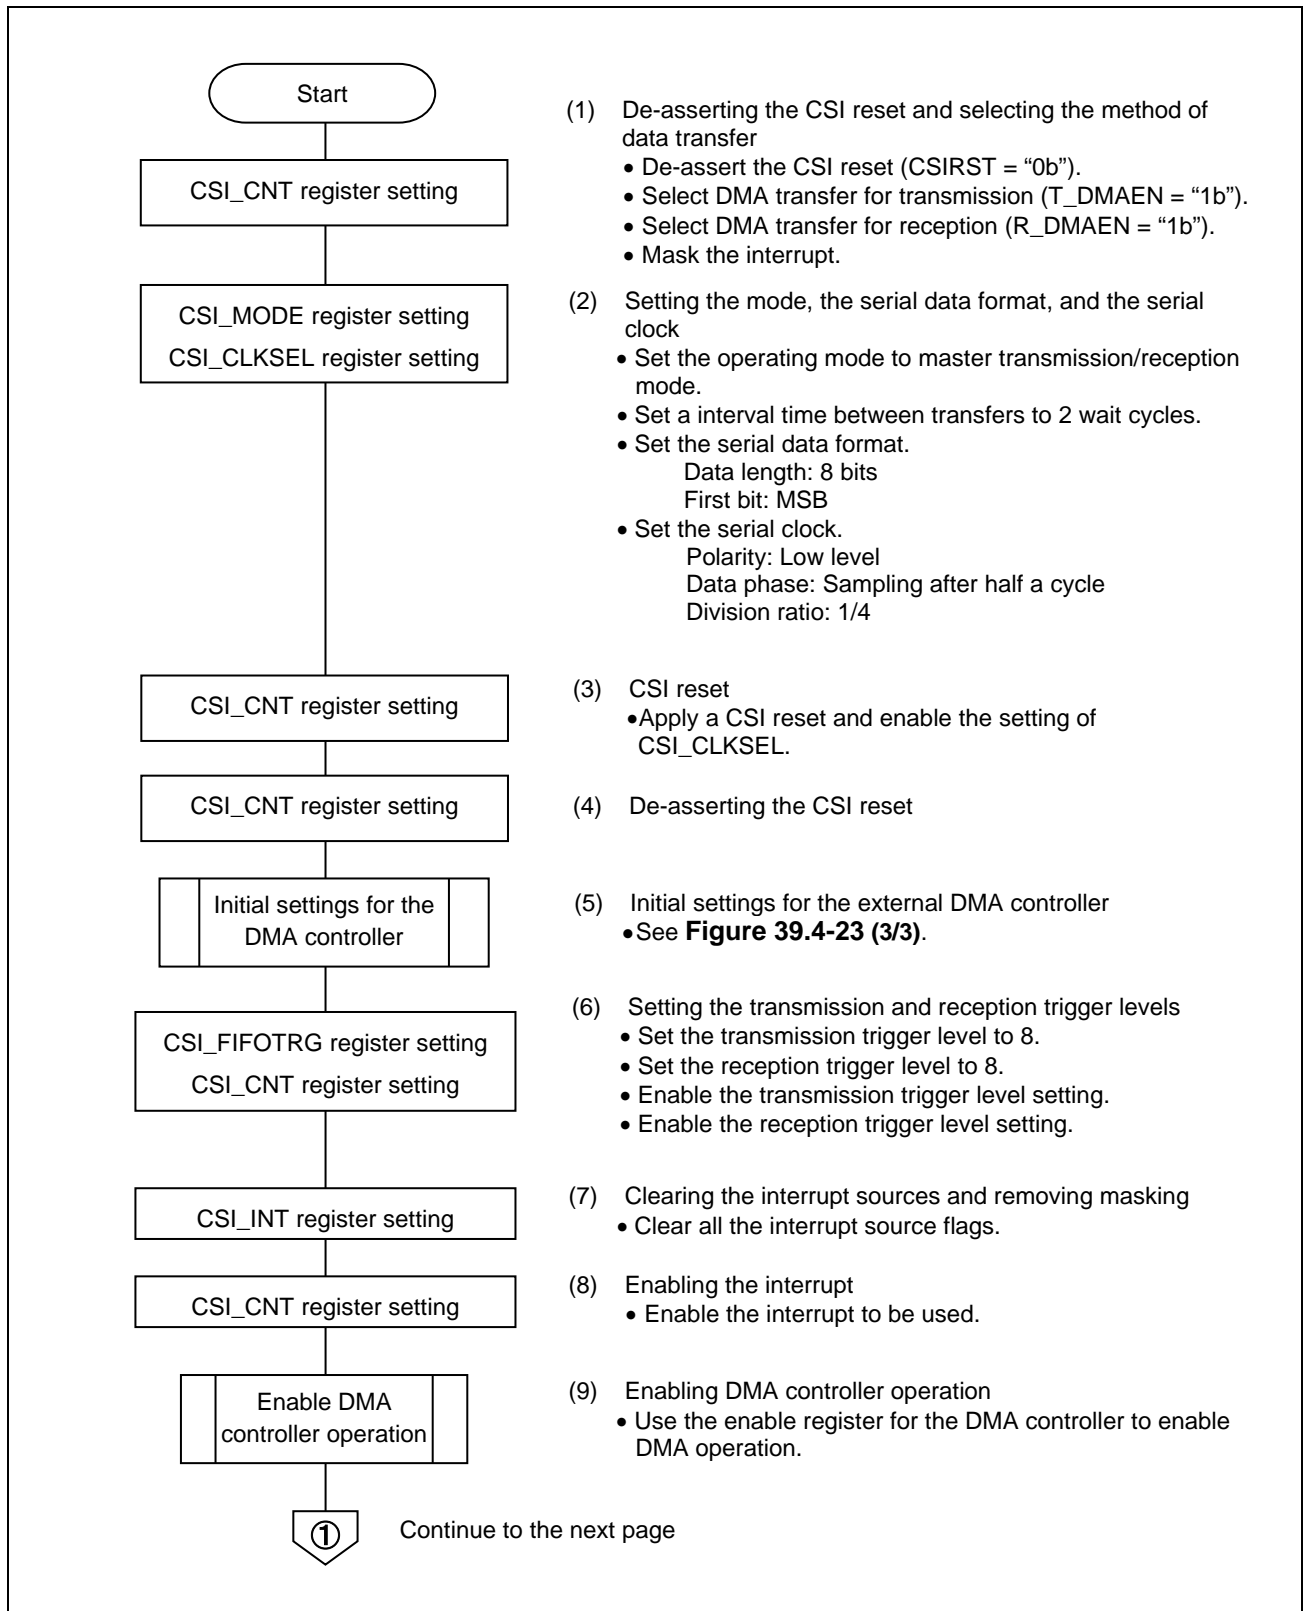 Start
CSI_CNT register setting
(1) De-asserting the CSI reset and selecting the method of
data transfer
• De-assert the CSI reset (CSIRST = “0b”).
• Select DMA transfer for transmission (T_DMAEN = “1b”).
• Select DMA transfer for reception (R_DMAEN = “1b”).
• Mask the interrupt.
CSI_MODE register setting
CSI_CLKSEL register setting
(2) Setting the mode, the serial data format, and the serial
clock
• Set the operating mode to master transmission/reception
mode.
• Set a interval time between transfers to 2 wait cycles.
• Set the serial data format.
Data length: 8 bits
First bit: MSB
• Set the serial clock.
Polarity: Low level
Data phase: Sampling after half a cycle
Division ratio: 1/4
CSI_CNT register setting
(3) CSI reset
•Apply a CSI reset and enable the setting of
CSI_CLKSEL.
CSI_CNT register setting
(4) De-asserting the CSI reset
Initial settings for the
DMA controller
(5) Initial settings for the external DMA controller
•See Figure 39.4-23 (3/3).
CSI_FIFOTRG register setting
CSI_CNT register setting
(6) Setting the transmission and reception trigger levels
• Set the transmission trigger level to 8.
• Set the reception trigger level to 8.
• Enable the transmission trigger level setting.
• Enable the reception trigger level setting.
CSI_INT register setting
(7) Clearing the interrupt sources and removing masking
• Clear all the interrupt source flags.
CSI_CNT register setting
(8) Enabling the interrupt
• Enable the interrupt to be used.
Enable DMA
controller operation
(9) Enabling DMA controller operation
• Use the enable register for the DMA controller to enable
DMA operation.
① Continue to the next page